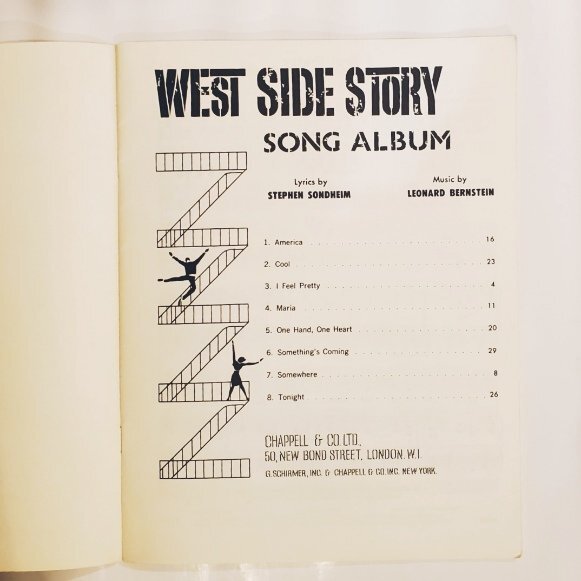 WEST SIDE STORY
SONG ALBUM
Lyrics by
STEPHEN SONDHEIM
Music by
LEONARD BERNSTEIN
1. America . . . . . . . . . . . . . . . . . . . . 16
2. Cool . . . . . . . . . . . . . . . . . . . . 23
3. I Feel Pretty . . . . . . . . . . . . . . . . . . . . 4
4. Maria . . . . . . . . . . . . . . . . . . . . 11
5. One Hand, One Heart . . . . . . . . . . . . . . . . . . . . 20
6. Something's Coming . . . . . . . . . . . . . . . . . . . . 29
7. Somewhere . . . . . . . . . . . . . . . . . . . . 8
8. Tonight . . . . . . . . . . . . . . . . . . . . 26
CHAPPELL & CO. LTD.,
50, NEW BOND STREET, LONDON. W.1.
G. SCHIRMER, INC. & CHAPPELL & CO. INC. NEW YORK.